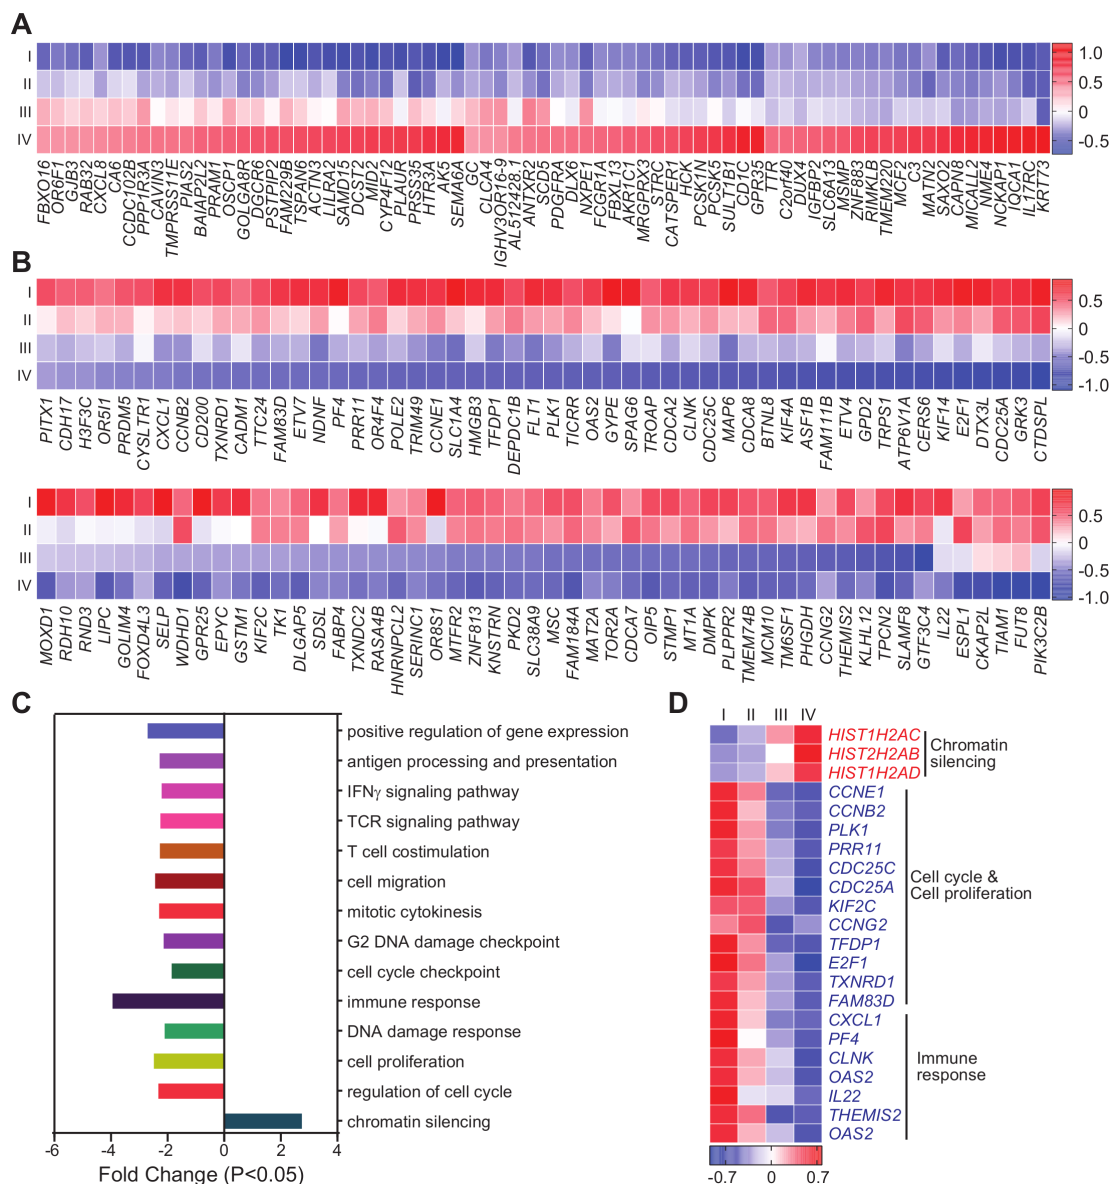 A
I
II
III
IV
1.0
0.5
0
-0.5
FBXO16
OR6F1
GJB3
RAB32
CXCL8
CA6
CCDC102B
PPP1R3A
CAVIN3
TMPRSS11E
PIAS2
BAIAP2L2
PRAM1
OSCP1
GOLGA8R
DGCR6
PSTPIP2
FAM229B
TSPAN6
ACTN3
LILRA2
SAMD15
DCST2
MID2
CYP4F12
PLAUR
PRSS35
HTR3A
AK5
SEMA6A
GC
CLCA4
IGHV3OR16-9
AL512428.1
ANTXR2
SCD5
PDGFRA
DLX6
NXPE1
FCGR1A
FBXL13
AKR1C1
MRGPRX3
STRC
CATSPER1
HCK
PCSK1N
PCSK5
SULT1B1
CD1C
GPR35
TTR
C2orf40
DUX4
IGFBP2
SLC6A13
MSMP
ZNF883
RIMKLB
TMEM220
MCF2
C3
MATN2
SAXO2
CAPN8
MICALL2
NME4
NCKAP1
IQCA1
IL17RC
KRT73
B
I
II
III
IV
0.5
0
-0.5
-1.0
PITX1
CDH17
H3F3C
OR5I1
PRDM5
CYSLTR1
CXCL1
CCNB2
CD200
TXNRD1
CADM1
TTC24
FAM83D
ETV7
NDNF
PF4
PRR11
OR4F4
POLE2
TRIM49
CCNE1
SLC1A4
HMGB3
TFDP1
DEPDC1B
FLT1
PLK1
TICRR
OAS2
GYPE
SPAG6
TROAP
CDCA2
CLNK
CDC25C
MAP6
CDCA8
BTNL8
KIF4A
ASF1B
FAM111B
ETV4
GPD2
TRPS1
ATP6V1A
CERS6
KIF14
E2F1
DTX3L
CDC25A
GRK3
CTDSPL
I
II
III
IV
0.5
0
-0.5
-1.0
MOXD1
RDH10
RND3
LIPC
GOLIM4
FOXD4L3
SELP
WDHD1
GPR25
EPYC
GSTM1
KIF2C
TK1
DLGAP5
SDSL
FABP4
TXNDC2
RASA4B
HNRNPCL2
SERINC1
OR8S1
MTFR2
ZNF813
KNSTRN
PKD2
SLC38A9
MSC
FAM184A
MAT2A
TOR2A
CDCA7
OIP5
STMP1
MT1A
DMPK
PLPPR2
TMEM74B
MCM10
TM6SF1
PHGDH
CCNG2
THEMIS2
KLHL12
TPCN2
SLAMF8
GTF3C4
IL22
ESPL1
CKAP2L
TIAM1
FUT8
PIK3C2B
C
positive regulation of gene expression
antigen processing and presentation
IFNγ signaling pathway
TCR signaling pathway
T cell costimulation
cell migration
mitotic cytokinesis
G2 DNA damage checkpoint
cell cycle checkpoint
immune response
DNA damage response
cell proliferation
regulation of cell cycle
chromatin silencing
-6 -4 -2 0 2 4
Fold Change (P<0.05)
D
I II III IV
HIST1H2AC
HIST2H2AB
HIST1H2AD
Chromatin
silencing
CCNE1
CCNB2
PLK1
PRR11
CDC25C
CDC25A
KIF2C
CCNG2
TFDP1
E2F1
TXNRD1
FAM83D
Cell cycle &
Cell proliferation
CXCL1
PF4
CLNK
OAS2
IL22
THEMIS2
OAS2
Immune
response
-0.7 0 0.7